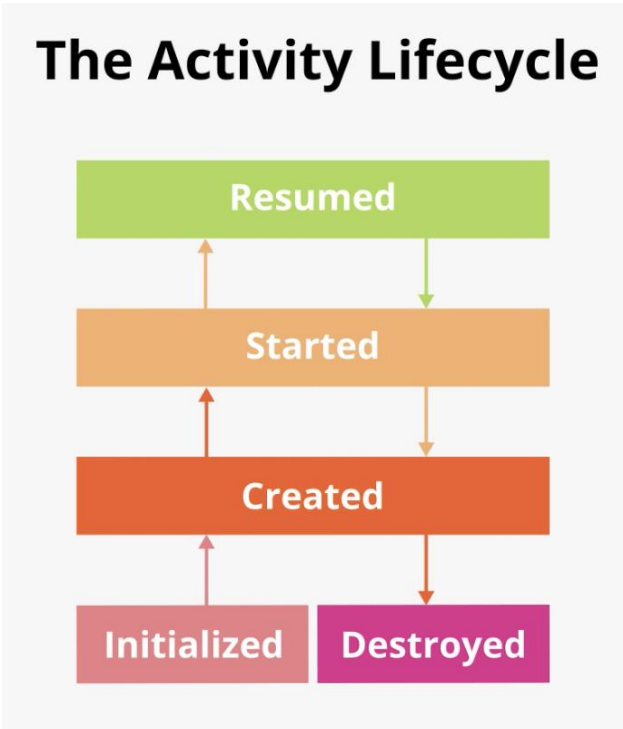 The Activity Lifecycle
Resumed
Started
Created
Initialized
Destroyed